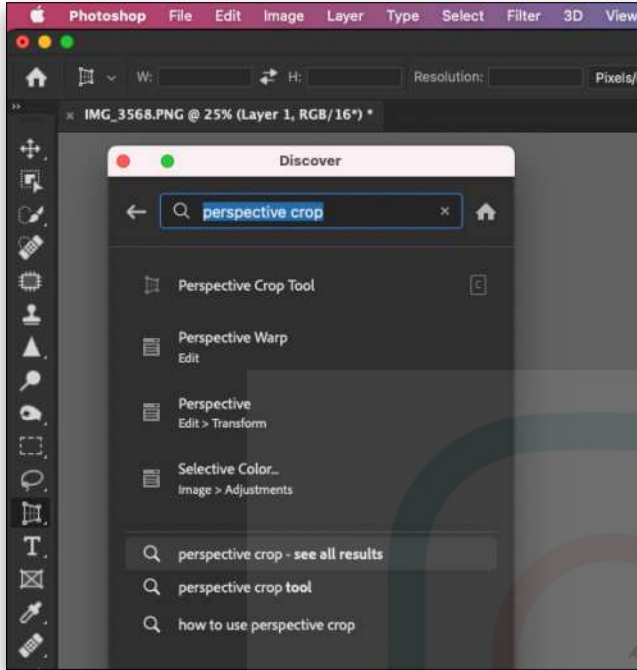 Photoshop File Edit Image Layer Type Select Filter 3D View
W: H: Resolution: Pixels/
» × IMG_3568.PNG @ 25% (Layer 1, RGB/16*) *
Discover
perspective crop ×
Perspective Crop Tool C
Perspective Warp
Edit
Perspective
Edit > Transform
Selective Color...
Image > Adjustments
perspective crop - see all results
perspective crop tool
how to use perspective crop
T